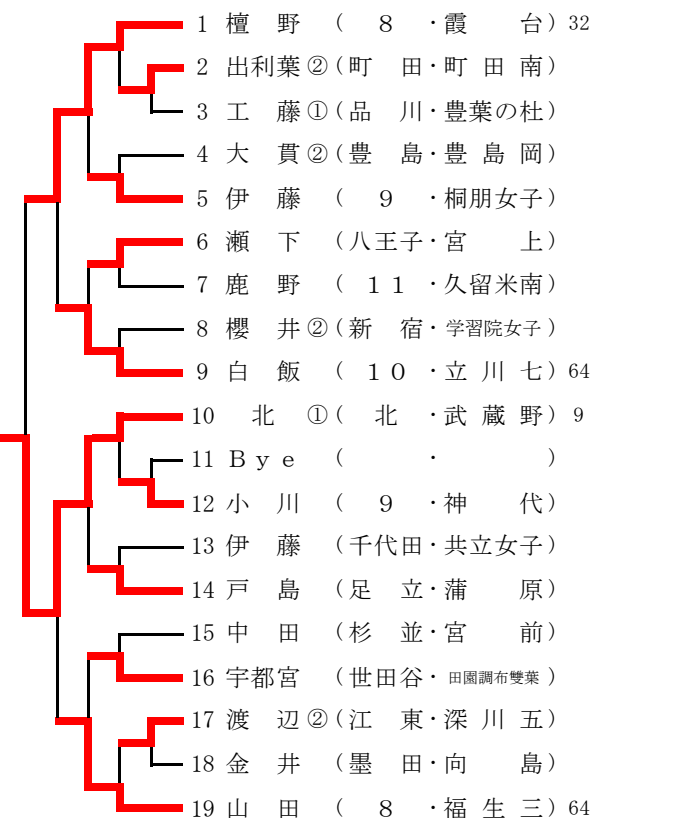 1 檀 野 ( 8 ・霞 台) 32
2 出利葉②(町 田・町 田 南)
3 工 藤①(品 川・豊葉の杜)
4 大 貫②(豊 島・豊 島 岡)
5 伊 藤 ( 9 ・桐朋女子)
6 瀬 下 (八王子・宮 上)
7 鹿 野 ( 11 ・久留米南)
8 櫻 井②(新 宿・学習院女子)
9 白 飯 ( 10 ・立 川 七) 64
10 北 ①( 北 ・武 蔵 野) 9
11 Bye ( ・ )
12 小 川 ( 9 ・神 代)
13 伊 藤 (千代田・共立女子)
14 戸 島 (足 立・蒲 原)
15 中 田 (杉 並・宮 前)
16 宇都宮 (世田谷・田園調布雙葉)
17 渡 辺②(江 東・深 川 五)
18 金 井 (墨 田・向 島)
19 山 田 ( 8 ・福 生 三) 64